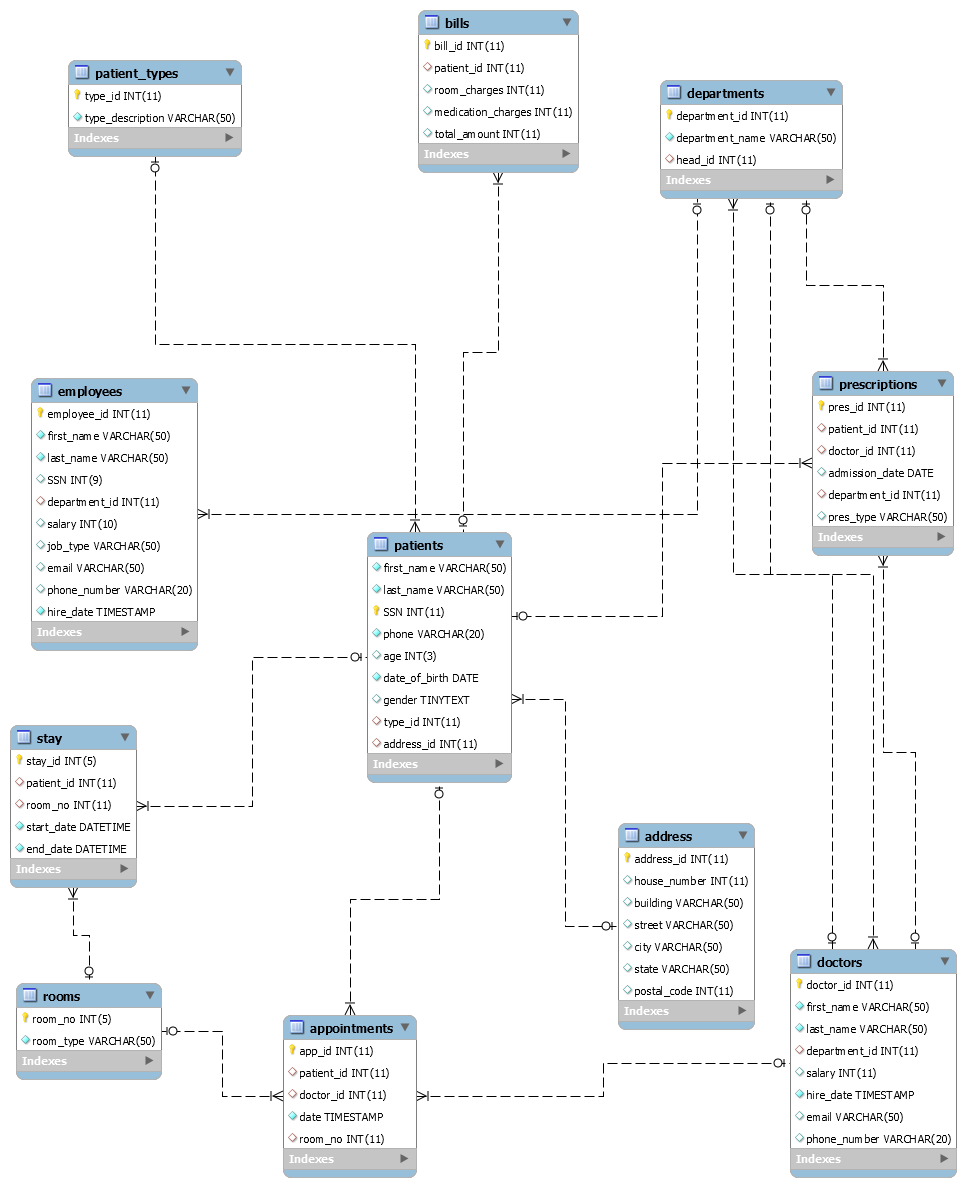 bills
bill_id INT(11)
patient_id INT(11)
room_charges INT(11)
medication_charges INT(11)
total_amount INT(11)
Indexes
patient_types
type_id INT(11)
type_description VARCHAR(50)
Indexes
departments
department_id INT(11)
department_name VARCHAR(50)
head_id INT(11)
Indexes
employees
employee_id INT(11)
first_name VARCHAR(50)
last_name VARCHAR(50)
SSN INT(9)
department_id INT(11)
salary INT(10)
job_type VARCHAR(50)
email VARCHAR(50)
phone_number VARCHAR(20)
hire_date TIMESTAMP
Indexes
prescriptions
pres_id INT(11)
patient_id INT(11)
doctor_id INT(11)
admission_date DATE
department_id INT(11)
pres_type VARCHAR(50)
Indexes
patients
first_name VARCHAR(50)
last_name VARCHAR(50)
SSN INT(11)
phone VARCHAR(20)
age INT(3)
date_of_birth DATE
gender TINYTEXT
type_id INT(11)
address_id INT(11)
Indexes
stay
stay_id INT(5)
patient_id INT(11)
room_no INT(11)
start_date DATETIME
end_date DATETIME
Indexes
address
address_id INT(11)
house_number INT(11)
building VARCHAR(50)
street VARCHAR(50)
city VARCHAR(50)
state VARCHAR(50)
postal_code INT(11)
Indexes
rooms
room_no INT(5)
room_type VARCHAR(50)
Indexes
appointments
app_id INT(11)
patient_id INT(11)
doctor_id INT(11)
date TIMESTAMP
room_no INT(11)
Indexes
doctors
doctor_id INT(11)
first_name VARCHAR(50)
last_name VARCHAR(50)
department_id INT(11)
salary INT(11)
hire_date TIMESTAMP
email VARCHAR(50)
phone_number VARCHAR(20)
Indexes